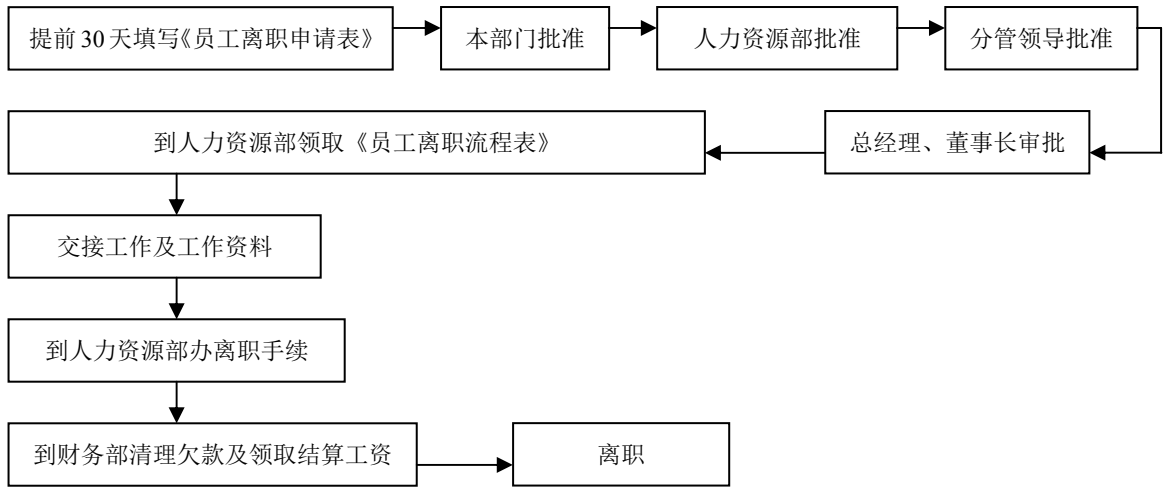 提前 30 天填写《员工离职申请表》
本部门批准
人力资源部批准
分管领导批准
总经理、董事长审批
到人力资源部领取《员工离职流程表》
交接工作及工作资料
到人力资源部办离职手续
到财务部清理欠款及领取结算工资
离职